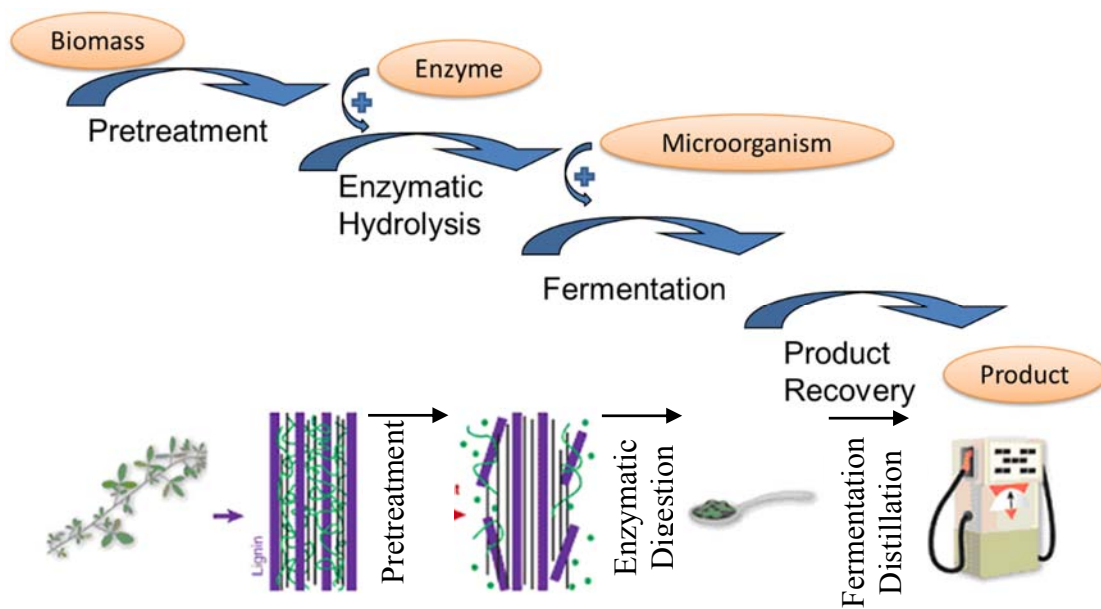 Biomass
Enzyme
Pretreatment
Microorganism
Enzymatic
Hydrolysis
Fermentation
Product
Recovery
Product
Lignin
Pretreatment
Enzymatic
Digestion
Fermentation
Distillation